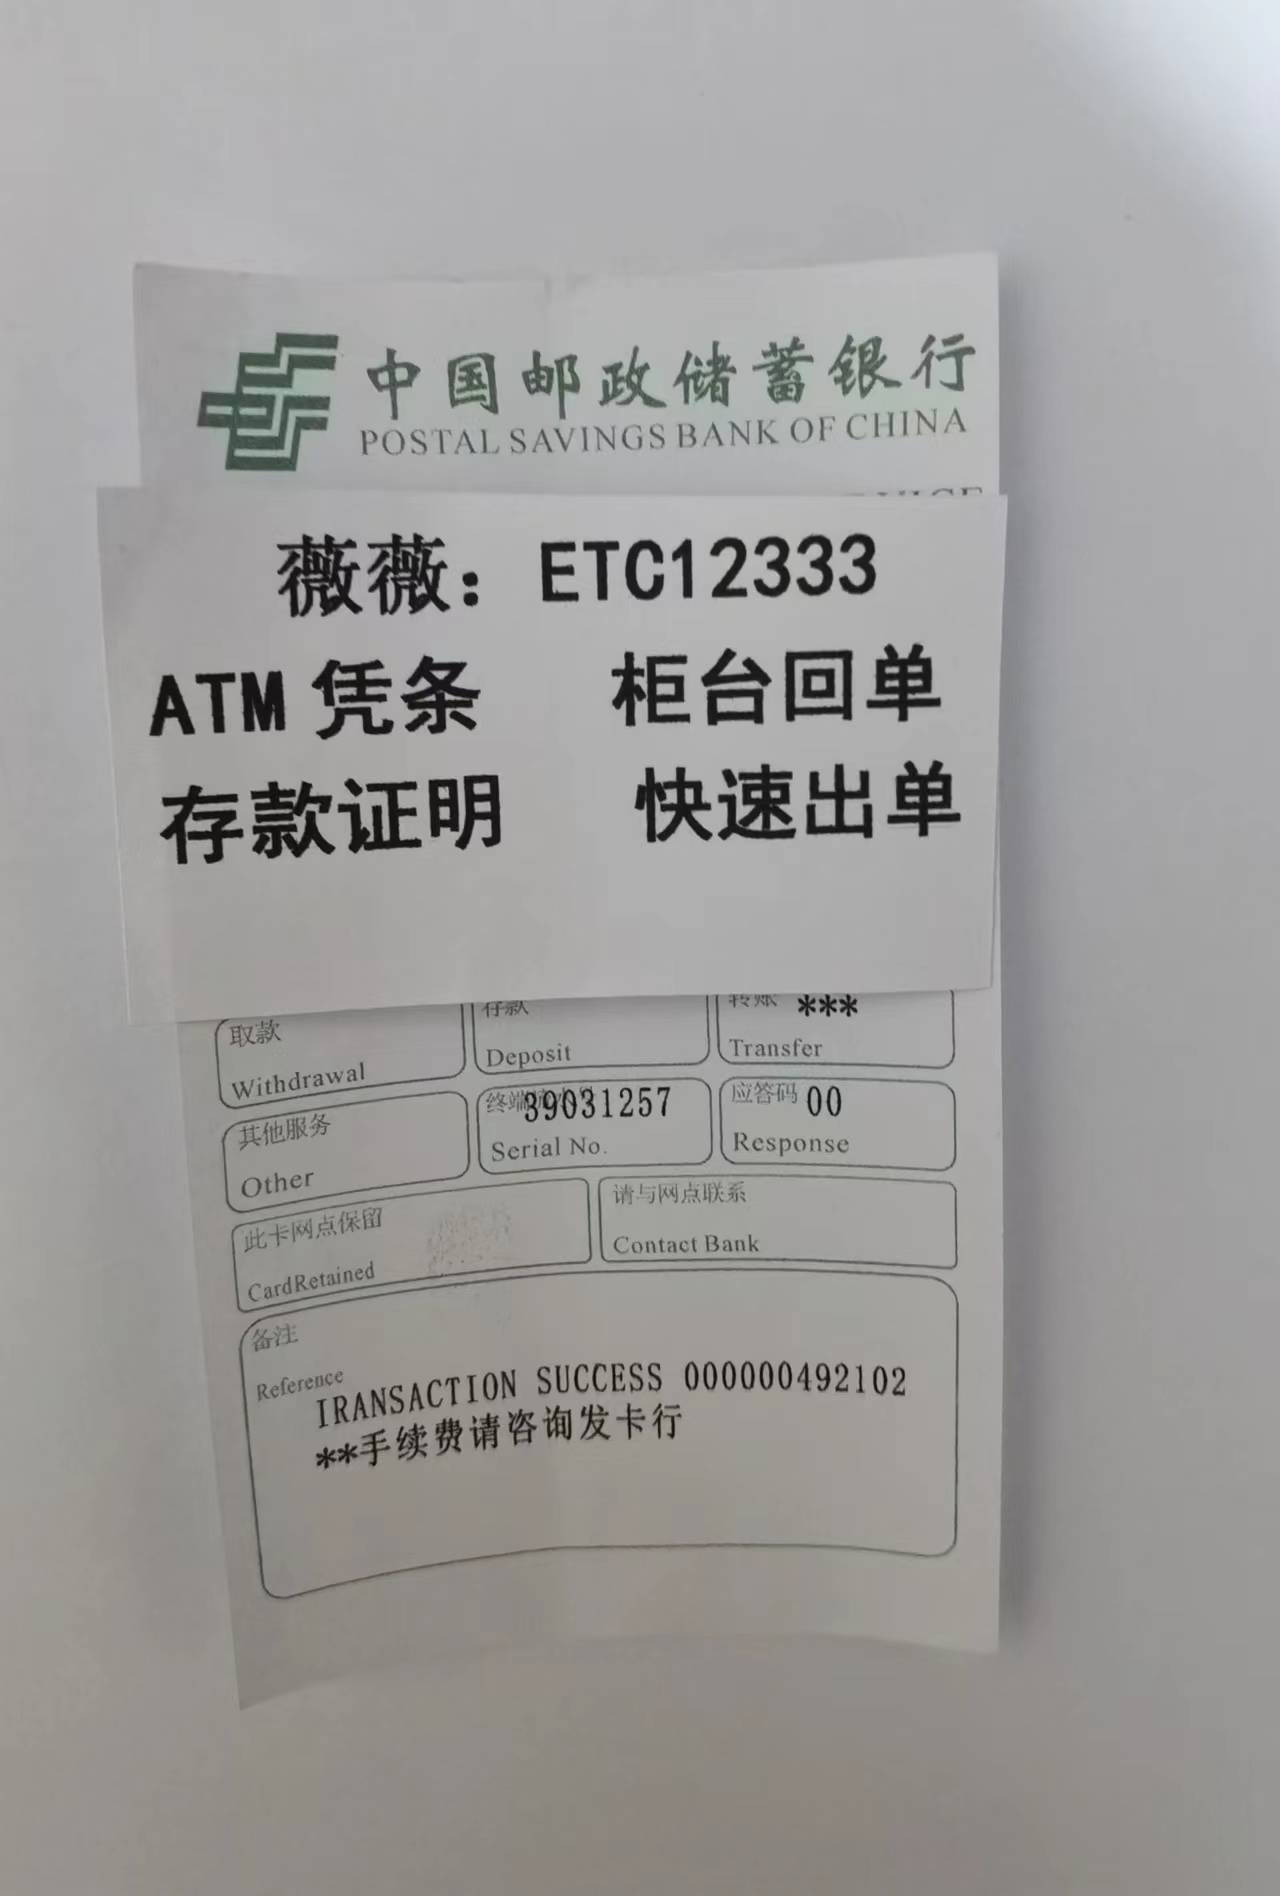 中国邮政储蓄银行
POSTAL SAVINGS BANK OF CHINA
薇薇：ETC12333
ATM 凭条 柜台回单
存款证明 快速出单
取款 存款 转账 ***
Withdrawal Deposit Transfer
其他服务 39031257 应答码 00
Other Serial No. Response
此卡网点保留 请与网点联系
CardRetained Contact Bank
备注
Reference
IRANSACTION SUCCESS 000000492102
**手续费请咨询发卡行